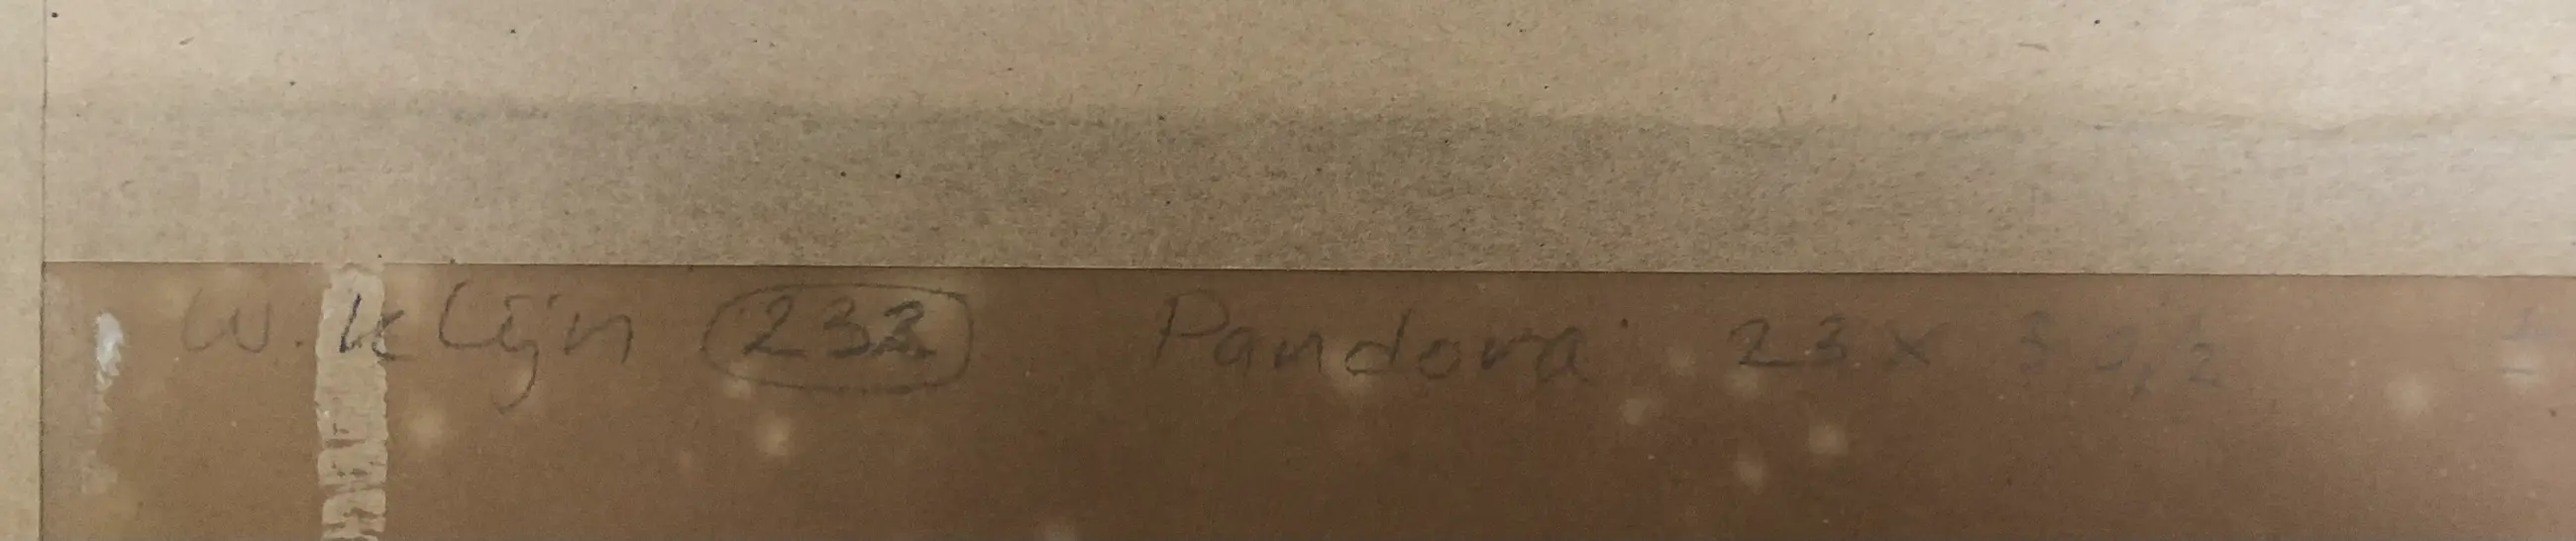 W. Klijn 232 Pandora 23 x